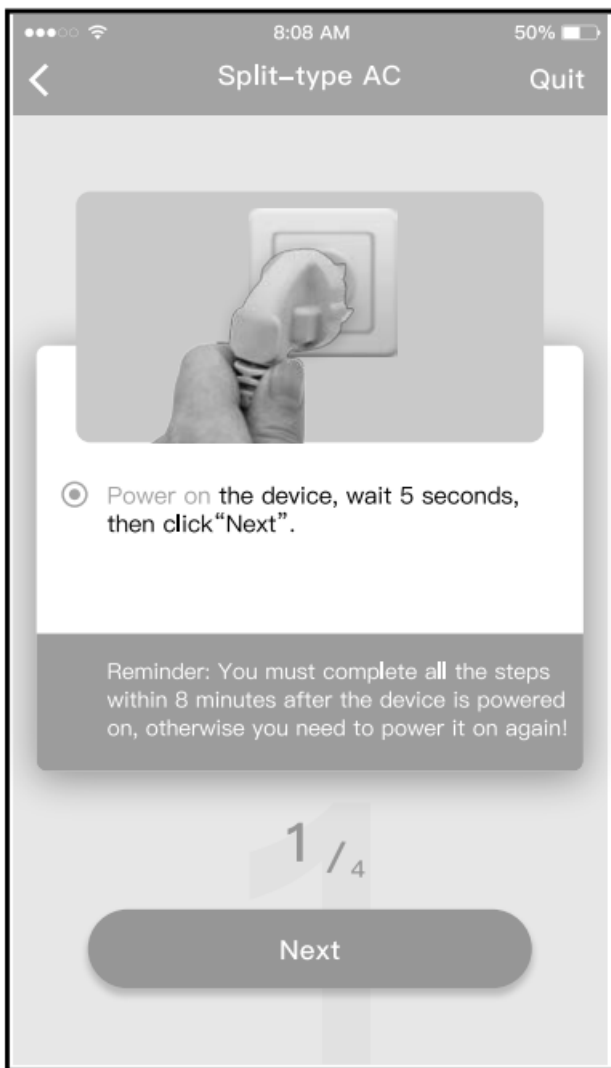 8:08 AM
50%
Split-type AC
Quit
Power on the device, wait 5 seconds,
then click“Next”.
Reminder: You must complete all the steps
within 8 minutes after the device is powered
on, otherwise you need to power it on again!
1 / 4
Next